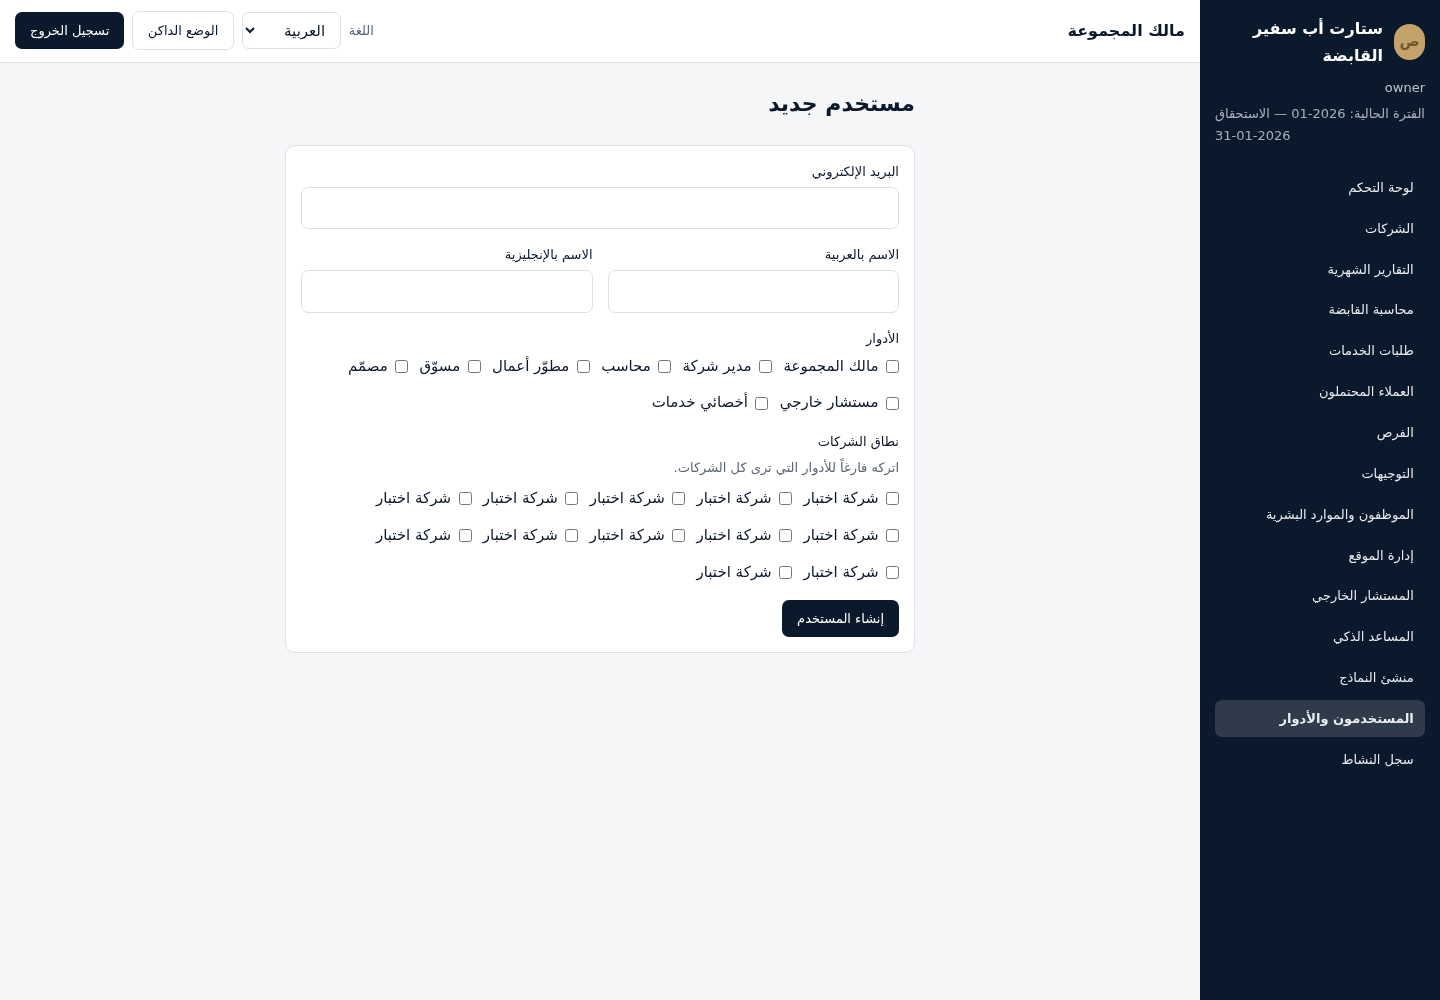 ص
ستارت أب سفير
القابضة
owner
الفترة الحالية: 2026-01 — الاستحقاق
31-01-2026
لوحة التحكم
الشركات
التقارير الشهرية
محاسبة القابضة
طلبات الخدمات
العملاء المحتملون
الفرص
التوجيهات
الموظفون والموارد البشرية
إدارة الموقع
المستشار الخارجي
المساعد الذكي
منشئ النماذج
المستخدمون والأدوار
سجل النشاط
مالك المجموعة
اللغة
العربية
الوضع الداكن
تسجيل الخروج
مستخدم جديد
البريد الإلكتروني
الاسم بالعربية
الاسم بالإنجليزية
الأدوار
مالك المجموعة مدير شركة محاسب مطوّر أعمال مسوّق مصمّم
مستشار خارجي أخصائي خدمات
نطاق الشركات
اتركه فارغاً للأدوار التي ترى كل الشركات.
شركة اختبار شركة اختبار شركة اختبار شركة اختبار شركة اختبار
شركة اختبار شركة اختبار شركة اختبار شركة اختبار شركة اختبار
شركة اختبار شركة اختبار
إنشاء المستخدم